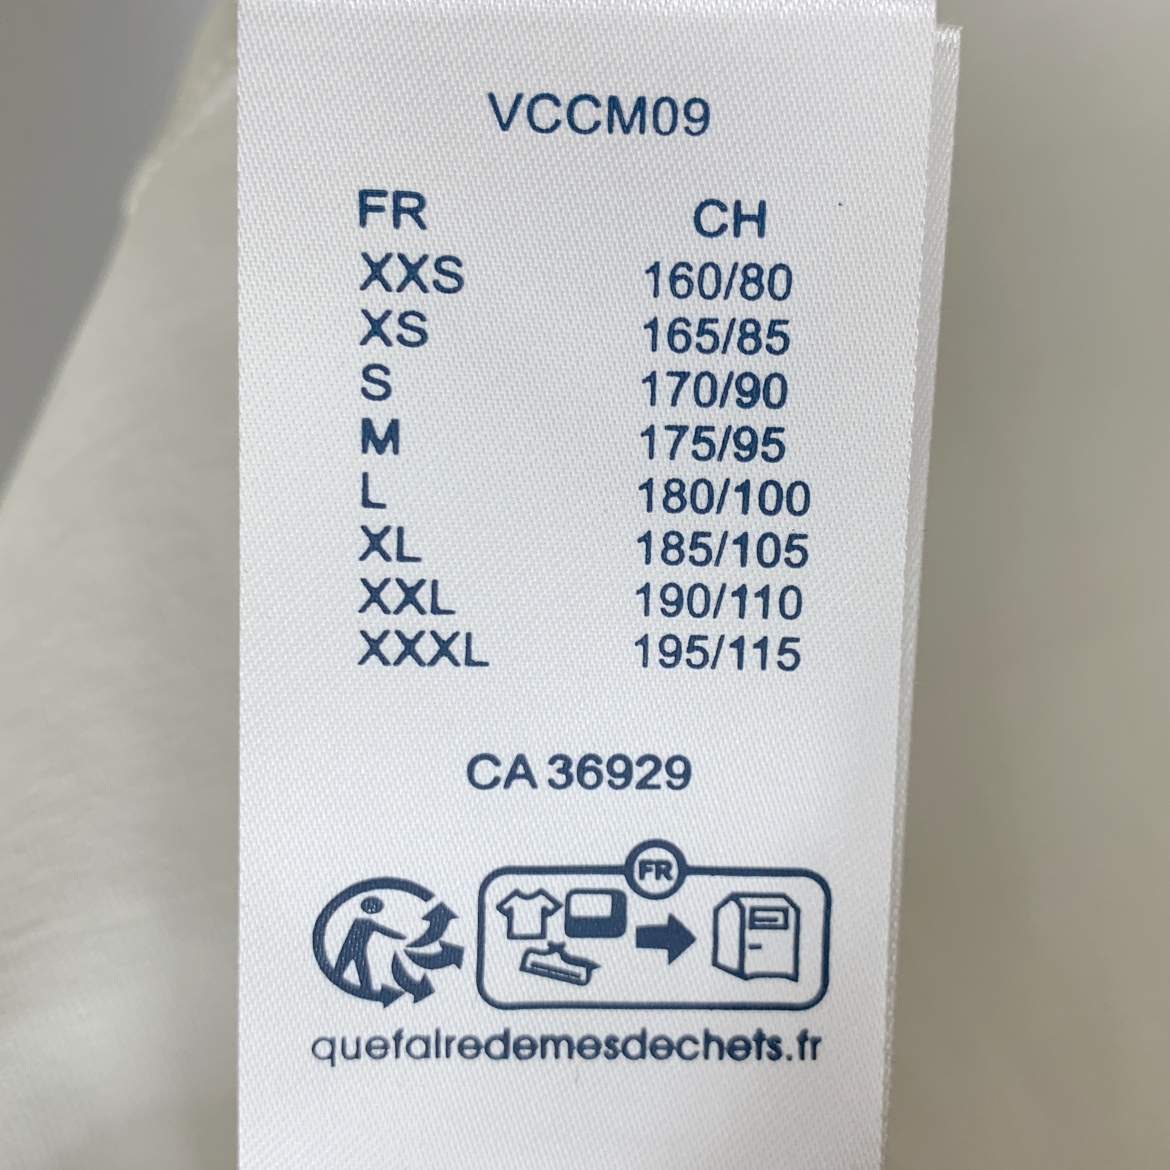 VCCM09
FR CH
XXS 160/80
XS 165/85
S 170/90
M 175/95
L 180/100
XL 185/105
XXL 190/110
XXXL 195/115
CA 36929
FR
quefairedemesdechets.fr